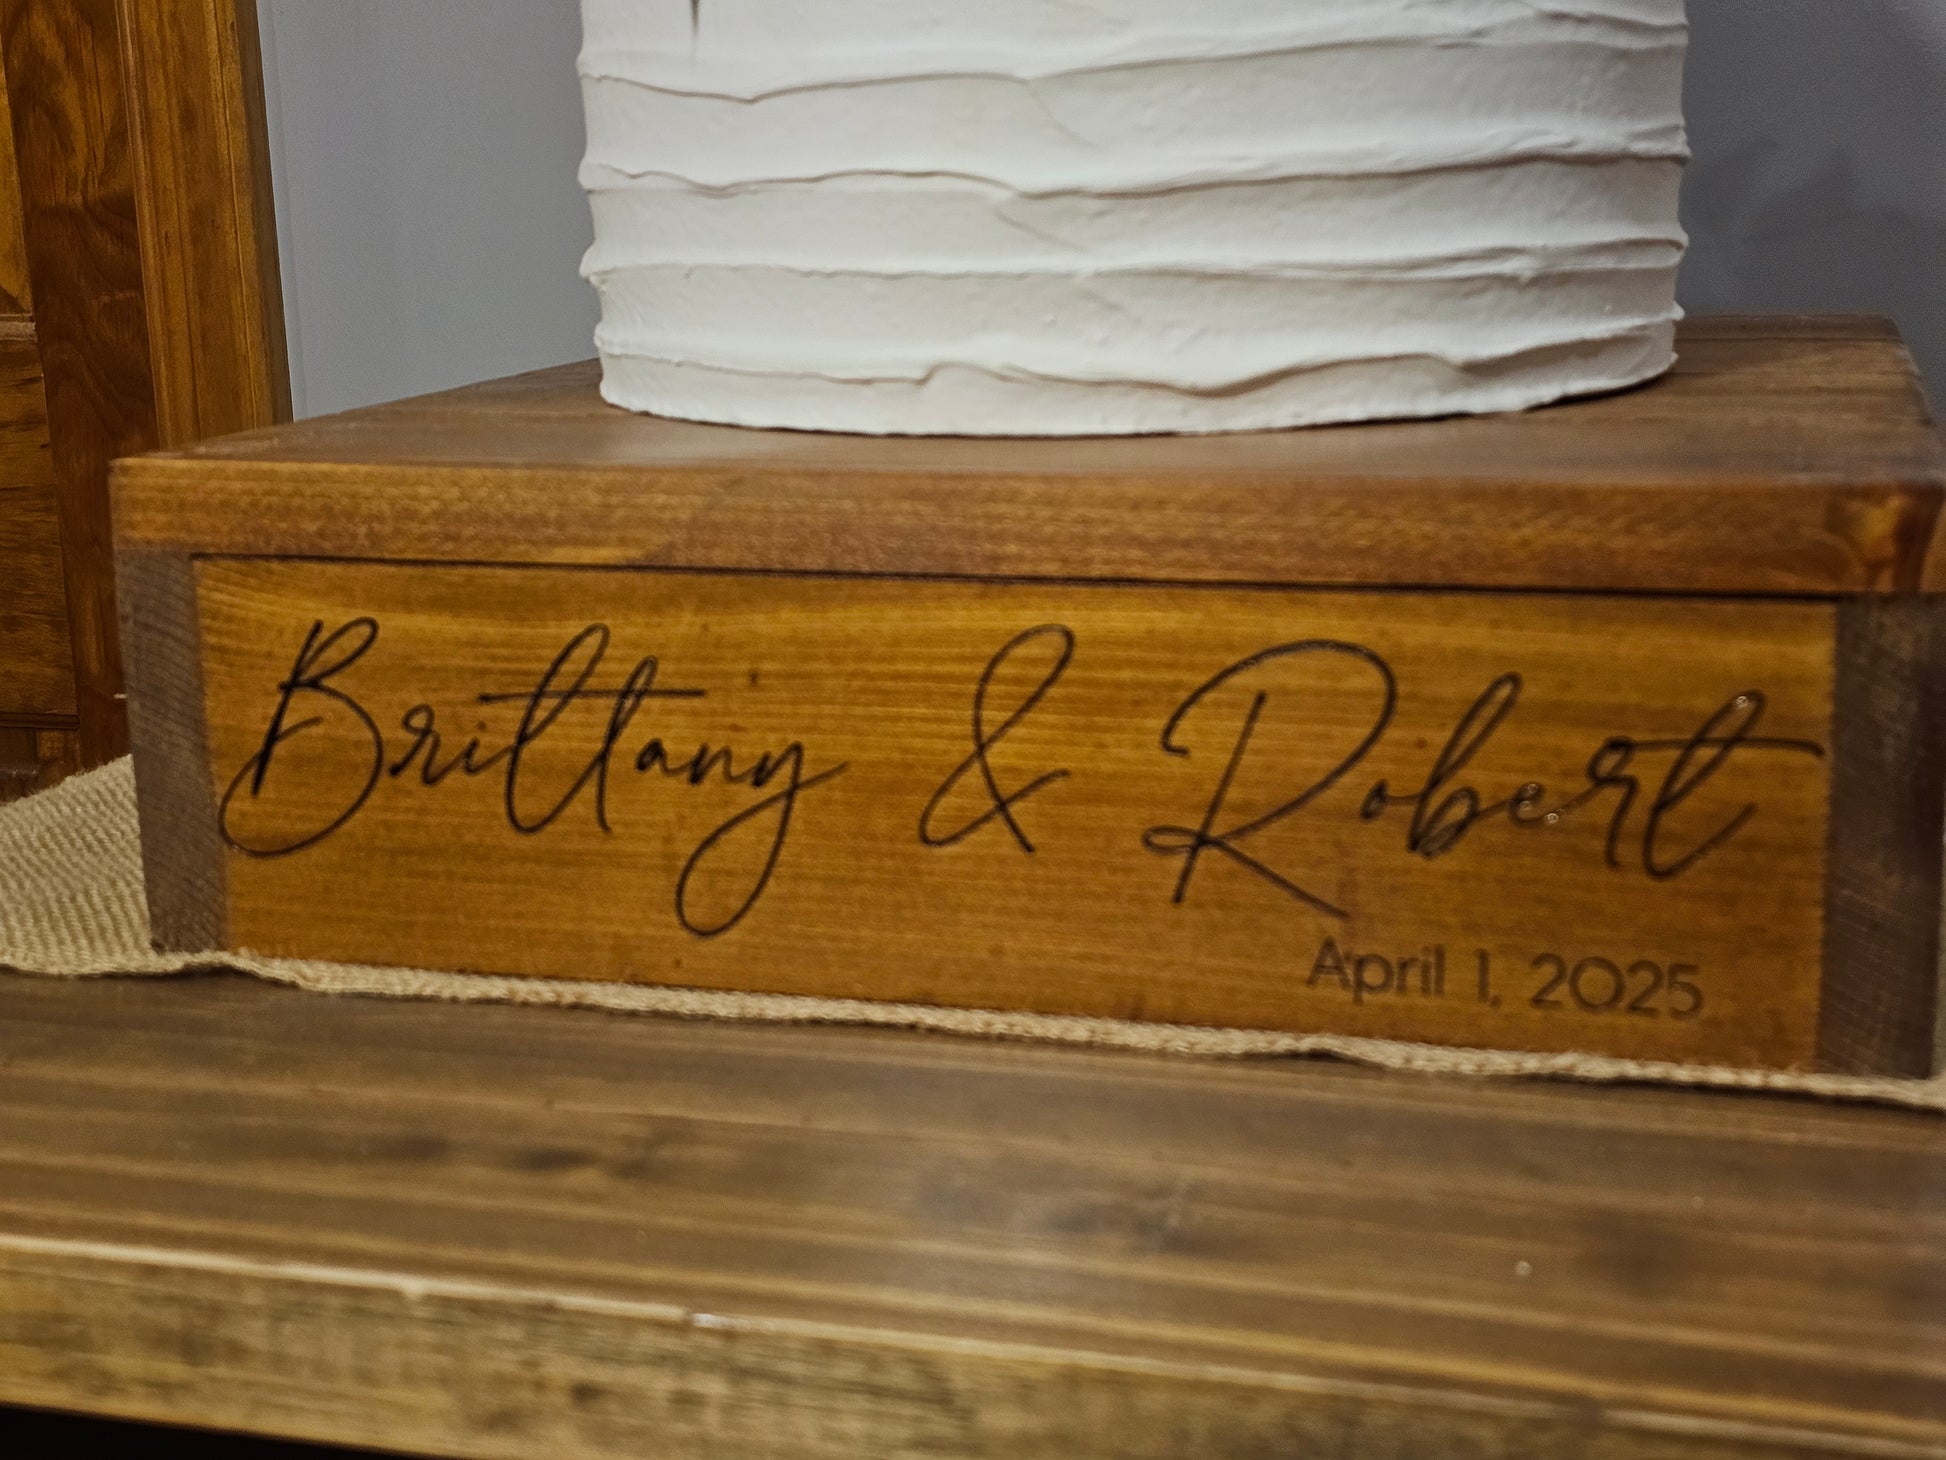 Brittany & Robert
April 1, 2025